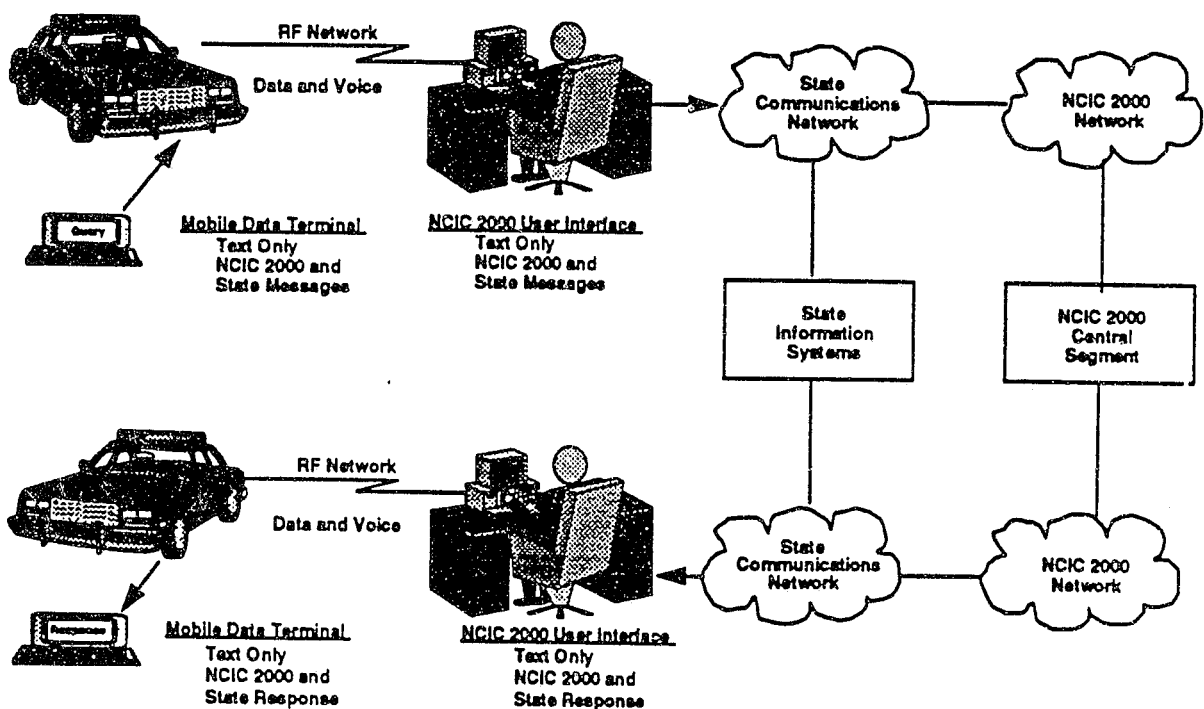 RF Network
Data and Voice
Query
Mobile Data Terminal
Text Only
NCIC 2000 and
State Messages
NCIC 2000 User Interface
Text Only
NCIC 2000 and
State Messages
State
Communications
Network
NCIC 2000
Network
State
Information
Systems
NCIC 2000
Central
Segment
RF Network
Data and Voice
Response
Mobile Data Terminal
Text Only
NCIC 2000 and
State Response
NCIC 2000 User Interface
Text Only
NCIC 2000 and
State Response
State
Communications
Network
NCIC 2000
Network